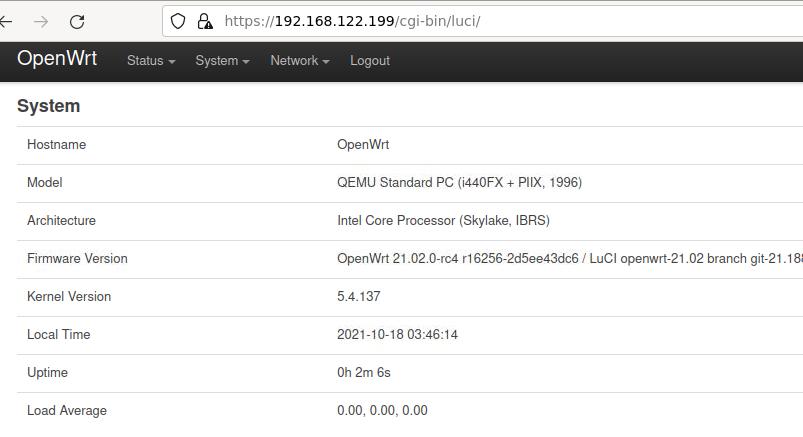 https://192.168.122.199/cgi-bin/luci/
OpenWrt Status System Network Logout
System
Hostname OpenWrt
Model QEMU Standard PC (i440FX + PIIX, 1996)
Architecture Intel Core Processor (Skylake, IBRS)
Firmware Version OpenWrt 21.02.0-rc4 r16256-2d5ee43dc6 / LuCI openwrt-21.02 branch git-21.188
Kernel Version 5.4.137
Local Time 2021-10-18 03:46:14
Uptime 0h 2m 6s
Load Average 0.00, 0.00, 0.00